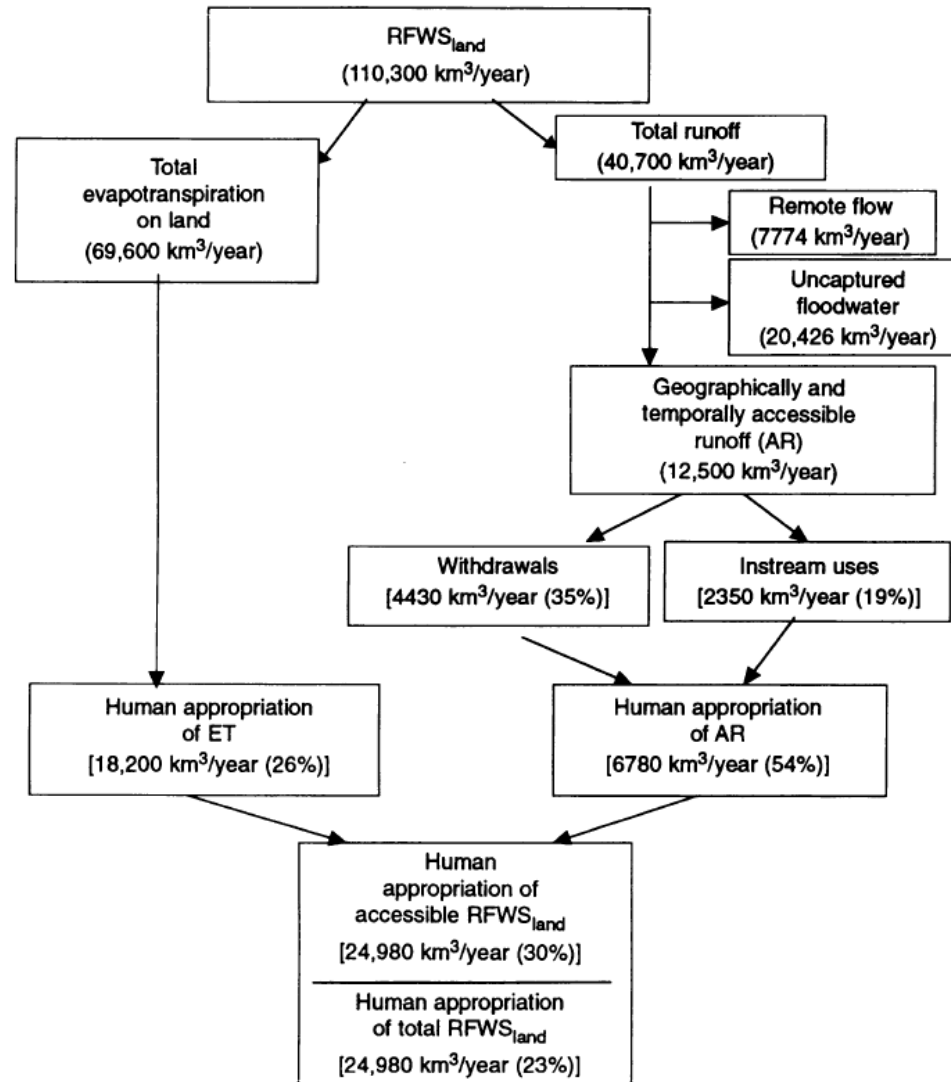 RFWS_land
(110,300 km³/year)
Total
evapotranspiration
on land
(69,600 km³/year)
Total runoff
(40,700 km³/year)
Remote flow
(7774 km³/year)
Uncaptured
floodwater
(20,426 km³/year)
Geographically and
temporally accessible
runoff (AR)
(12,500 km³/year)
Withdrawals
[4430 km³/year (35%)]
Instream uses
[2350 km³/year (19%)]
Human appropriation
of ET
[18,200 km³/year (26%)]
Human appropriation
of AR
[6780 km³/year (54%)]
Human
appropriation of
accessible RFWS_land
[24,980 km³/year (30%)]
Human appropriation
of total RFWS_land
[24,980 km³/year (23%)]